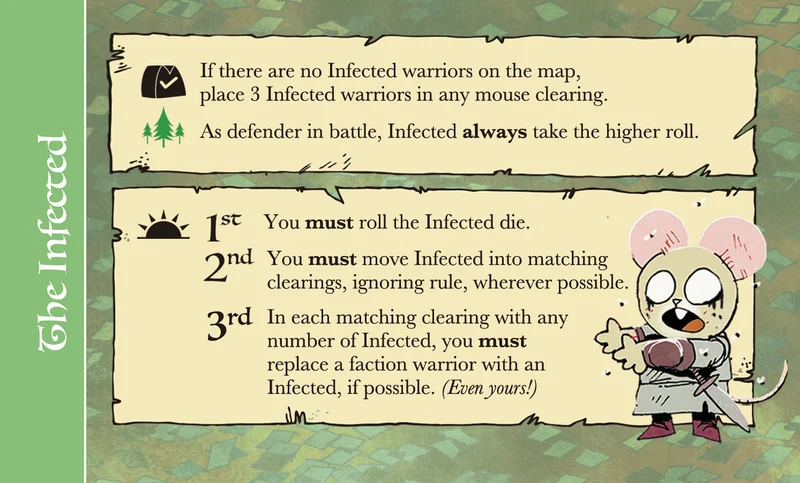 The Infected
If there are no Infected warriors on the map,
place 3 Infected warriors in any mouse clearing.
As defender in battle, Infected always take the higher roll.
1st You must roll the Infected die.
2nd You must move Infected into matching
clearings, ignoring rule, wherever possible.
3rd In each matching clearing with any
number of Infected, you must
replace a faction warrior with an
Infected, if possible. (Even yours!)